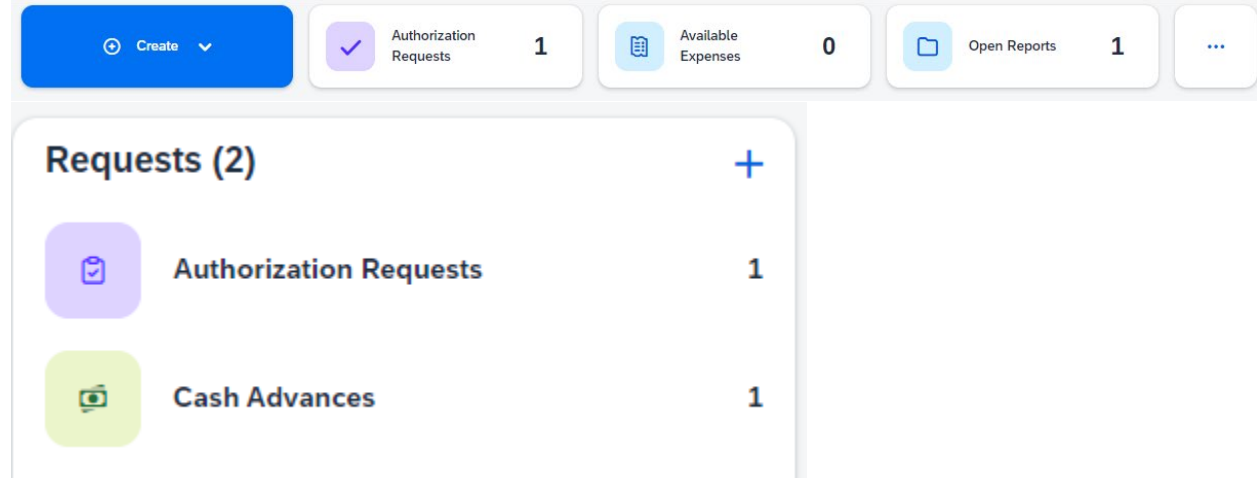 Create
Authorization
Requests
1
Available
Expenses
0
Open Reports
1
...
Requests (2)
+
Authorization Requests
1
Cash Advances
1